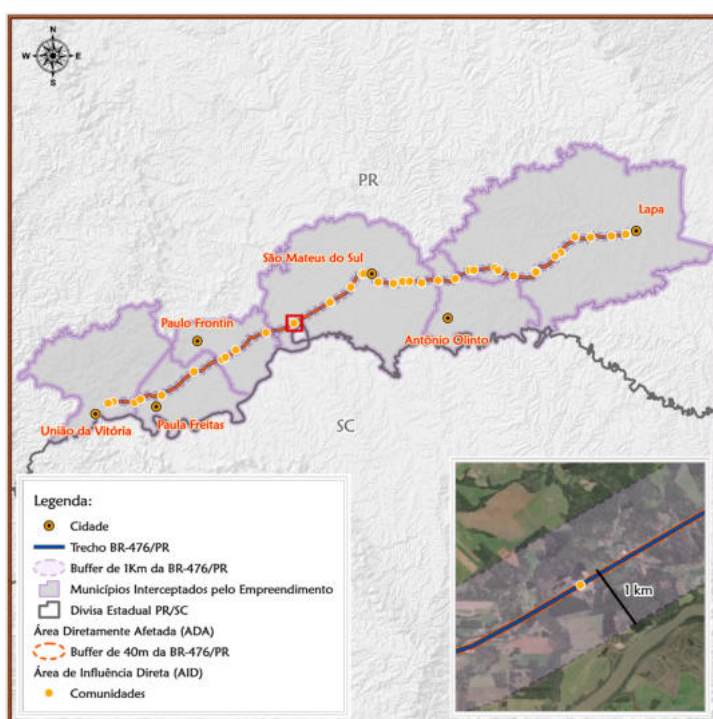 N
W
E
S
PR
Lapa
São Mateus do Sul
Paulo Frontin
Antônio Olinto
União da Vitória
Paula Freitas
SC
Legenda:
Cidade
Trecho BR-476/PR
Buffer de 1Km da BR-476/PR
Municípios Interceptados pelo Empreendimento
Divisa Estadual PR/SC
Área Diretamente Afetada (ADA)
Buffer de 40m da BR-476/PR
Área de Influência Direta (AID)
Comunidades
1 km